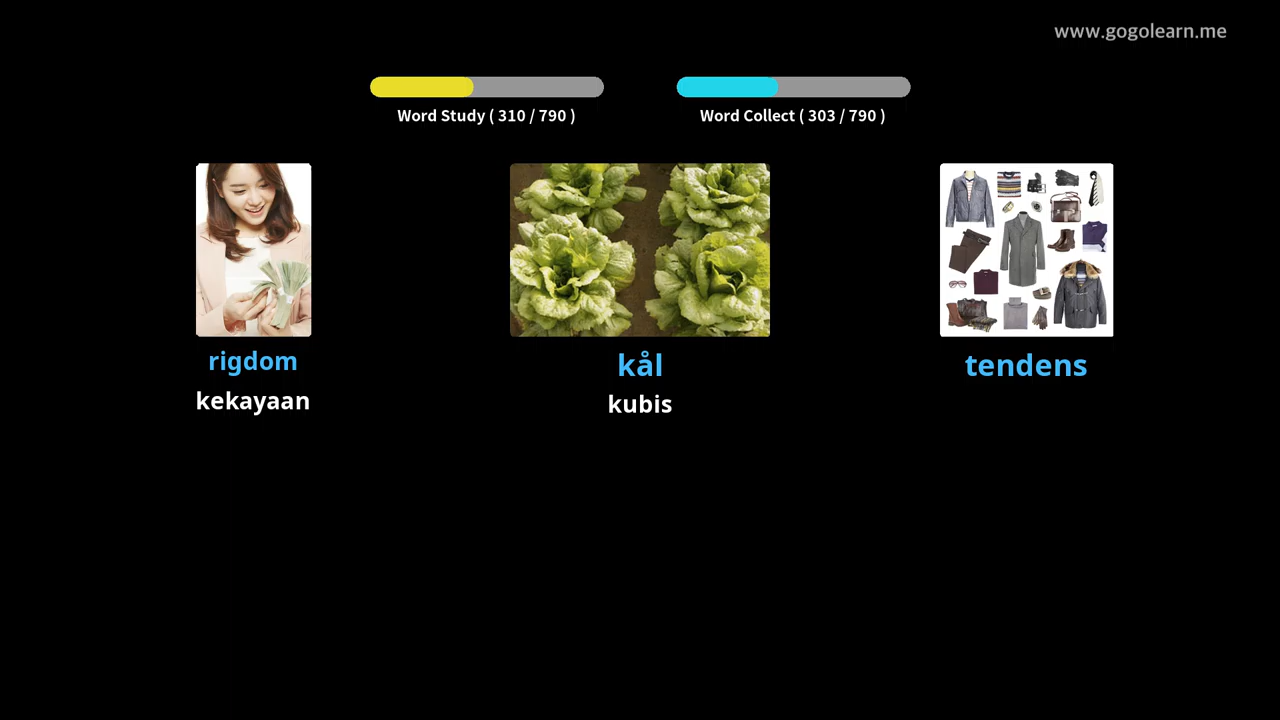 www.gogolearn.me
Word Study ( 310 / 790 )
Word Collect ( 303 / 790 )
rigdom
kål
tendens
kekayaan
kubis